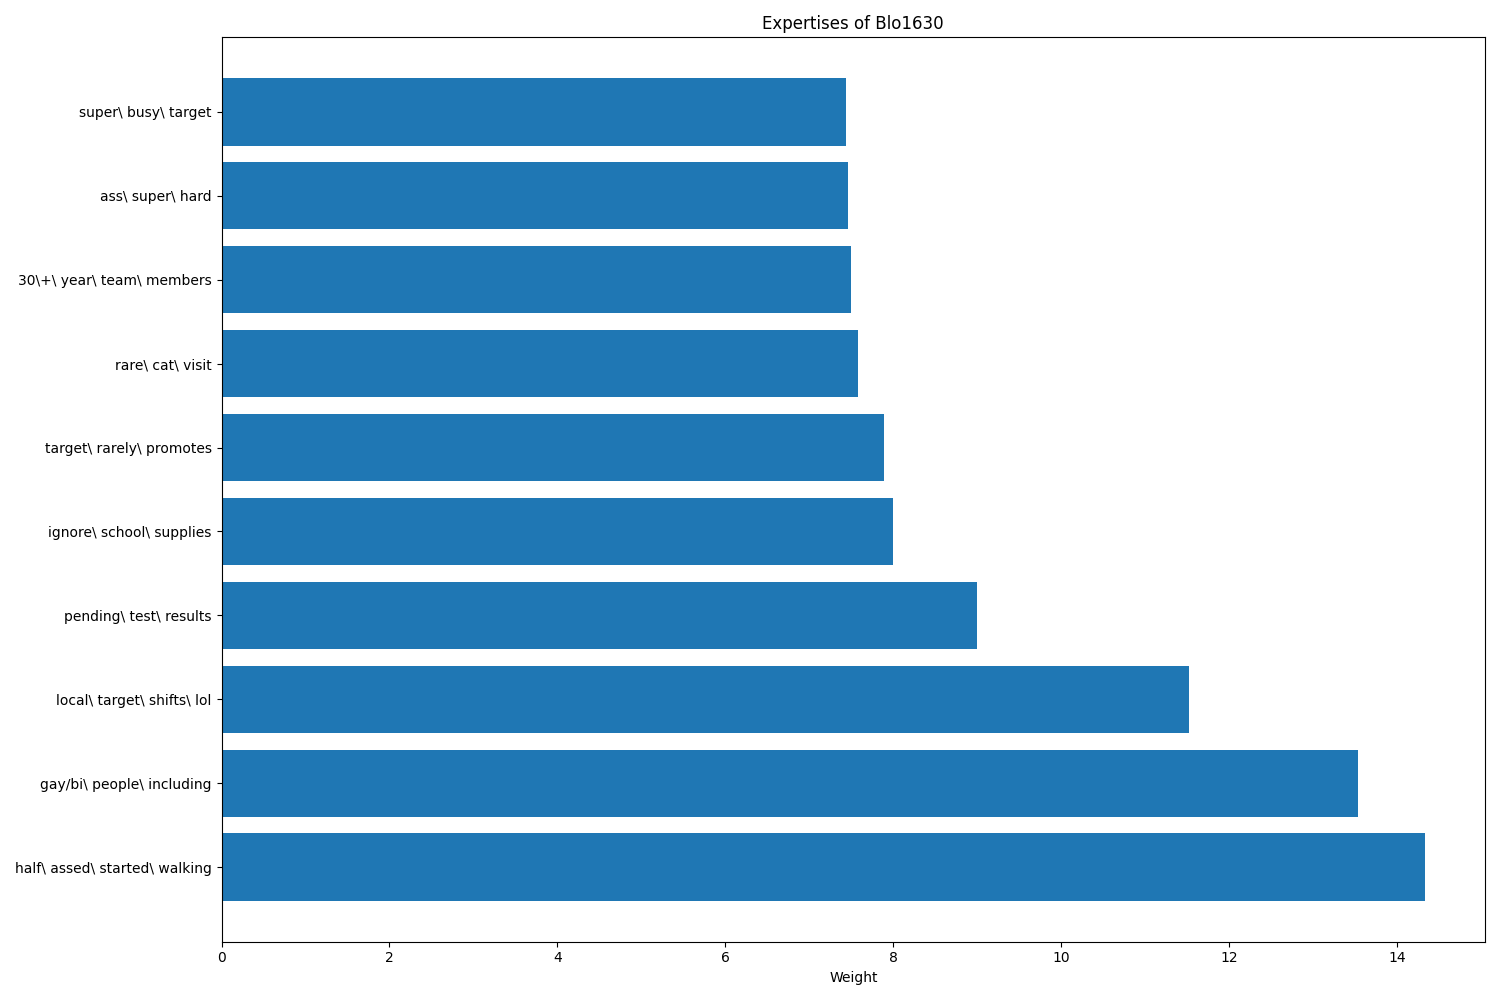 Expertises of Blo1630
super\ busy\ target
ass\ super\ hard
30\+\ year\ team\ members
rare\ cat\ visit
target\ rarely\ promotes
ignore\ school\ supplies
pending\ test\ results
local\ target\ shifts\ lol
gay/bi\ people\ including
half\ assed\ started\ walking
0 2 4 6 8 10 12 14
Weight